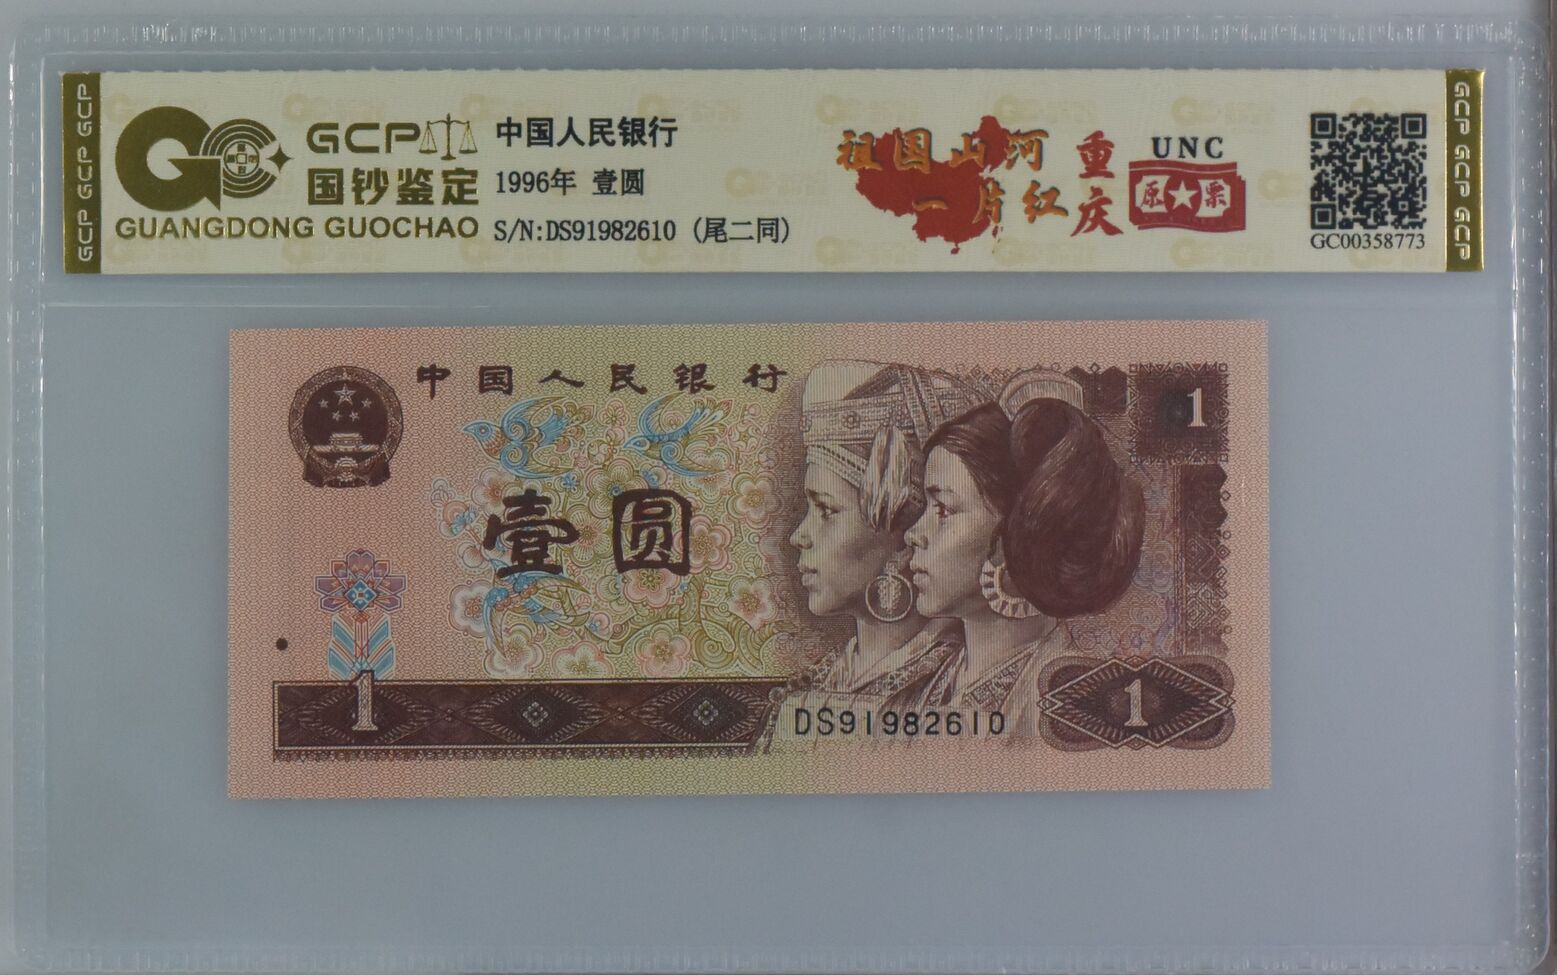 GCP GCP GCP
GCP
国钞鉴定
GUANGDONG GUOCHAO
中国人民银行
1996年 壹圆
S/N:DS91982610 (尾二同)
祖国山河
一片红
重庆
UNC
原票
GC00358773
GCP GCP GCP
中国人民银行
1
壹圆
1
DS91982610
1